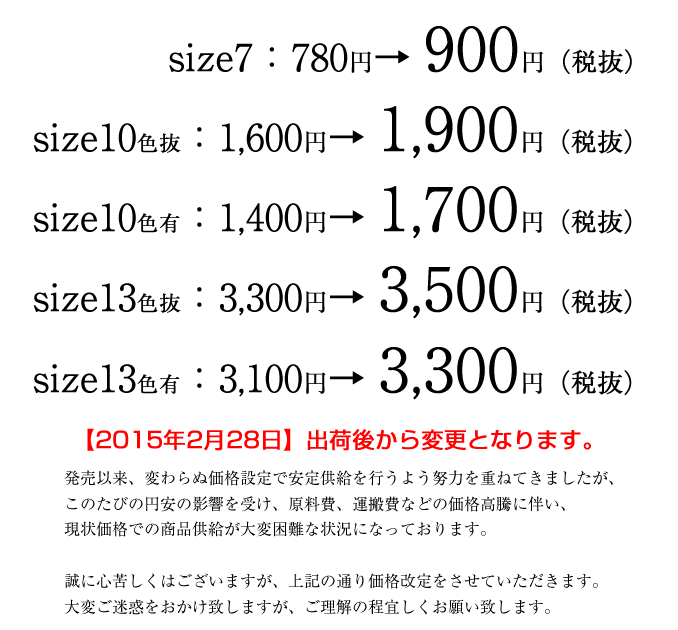 size7：780円→ 900円（税抜）
size10色抜：1,600円→ 1,900円（税抜）
size10色有：1,400円→ 1,700円（税抜）
size13色抜：3,300円→ 3,500円（税抜）
size13色有：3,100円→ 3,300円（税抜）
【2015年2月28日】出荷後から変更となります。
発売以来、変わらぬ価格設定で安定供給を行うよう努力を重ねてきましたが、
このたびの円安の影響を受け、原料費、運搬費などの価格高騰に伴い、
現状価格での商品供給が大変困難な状況になっております。
誠に心苦しくはございますが、上記の通り価格改定をさせていただきます。
大変ご迷惑をおかけ致しますが、ご理解の程宜しくお願い致します。